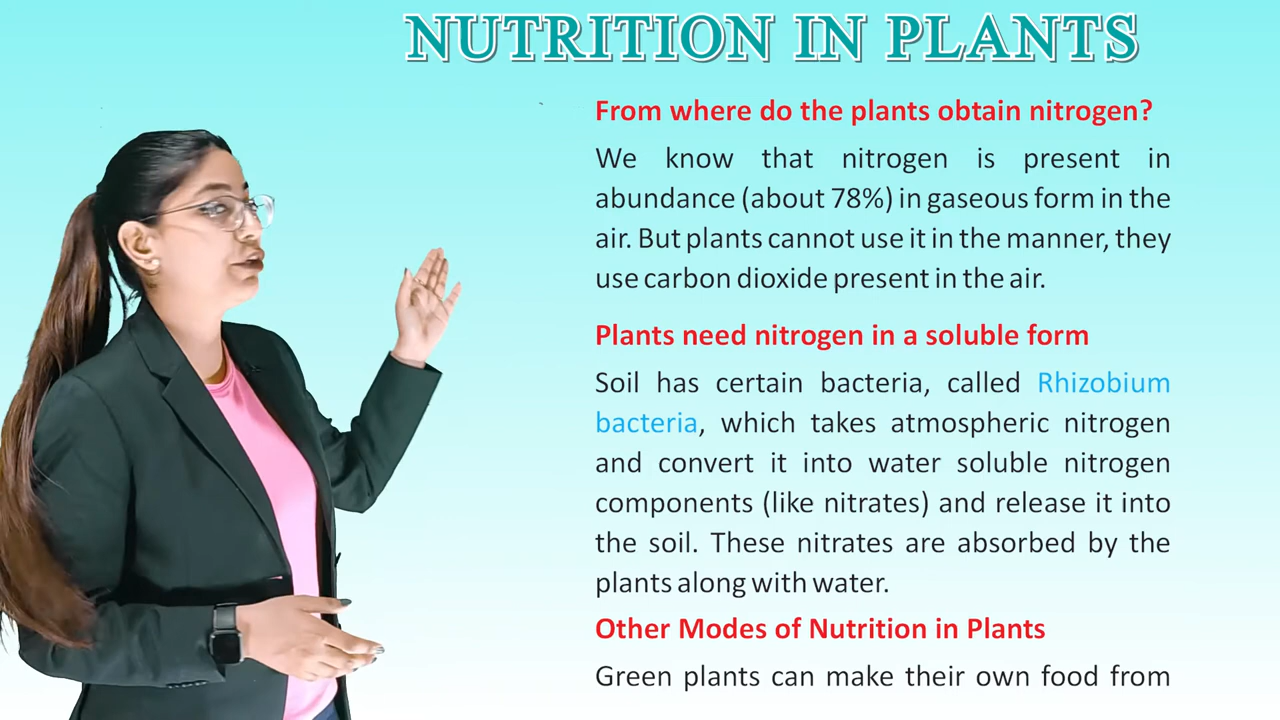 NUTRITION IN PLANTS
From where do the plants obtain nitrogen?
We know that nitrogen is present in
abundance (about 78%) in gaseous form in the
air. But plants cannot use it in the manner, they
use carbon dioxide present in the air.
Plants need nitrogen in a soluble form
Soil has certain bacteria, called Rhizobium
bacteria, which takes atmospheric nitrogen
and convert it into water soluble nitrogen
components (like nitrates) and release it into
the soil. These nitrates are absorbed by the
plants along with water.
Other Modes of Nutrition in Plants
Green plants can make their own food from